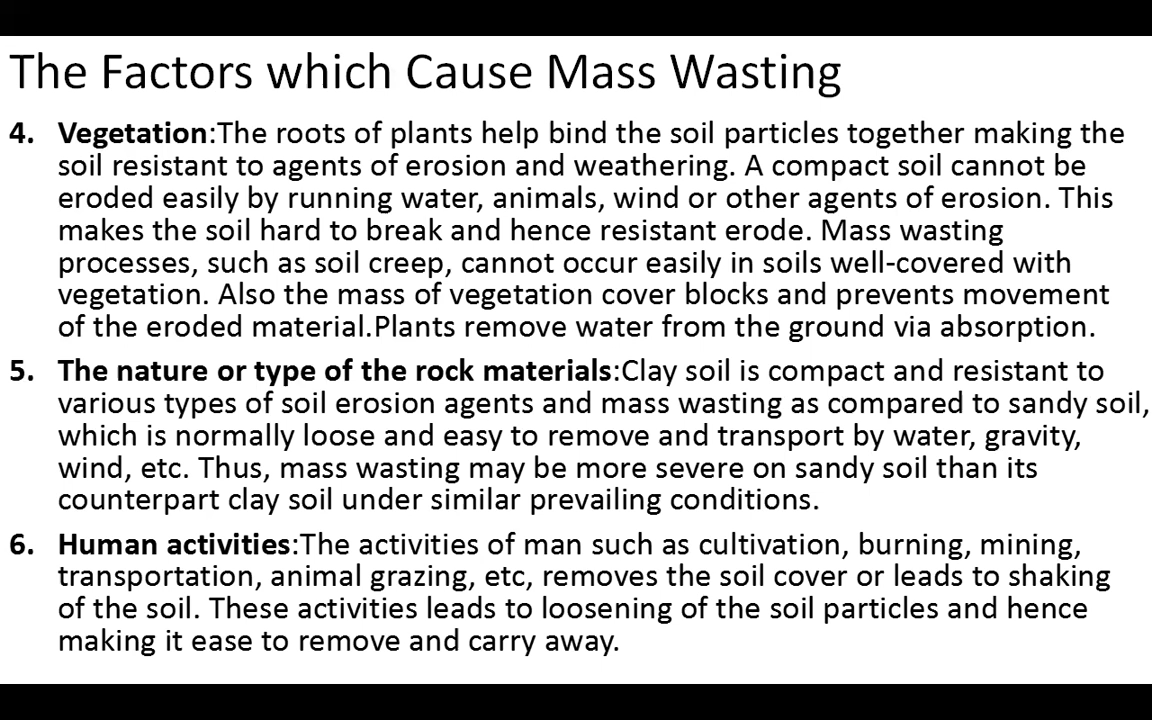 The Factors which Cause Mass Wasting
4. Vegetation:The roots of plants help bind the soil particles together making the
soil resistant to agents of erosion and weathering. A compact soil cannot be
eroded easily by running water, animals, wind or other agents of erosion. This
makes the soil hard to break and hence resistant erode. Mass wasting
processes, such as soil creep, cannot occur easily in soils well-covered with
vegetation. Also the mass of vegetation cover blocks and prevents movement
of the eroded material.Plants remove water from the ground via absorption.
5. The nature or type of the rock materials:Clay soil is compact and resistant to
various types of soil erosion agents and mass wasting as compared to sandy soil,
which is normally loose and easy to remove and transport by water, gravity,
wind, etc. Thus, mass wasting may be more severe on sandy soil than its
counterpart clay soil under similar prevailing conditions.
6. Human activities:The activities of man such as cultivation, burning, mining,
transportation, animal grazing, etc, removes the soil cover or leads to shaking
of the soil. These activities leads to loosening of the soil particles and hence
making it ease to remove and carry away.